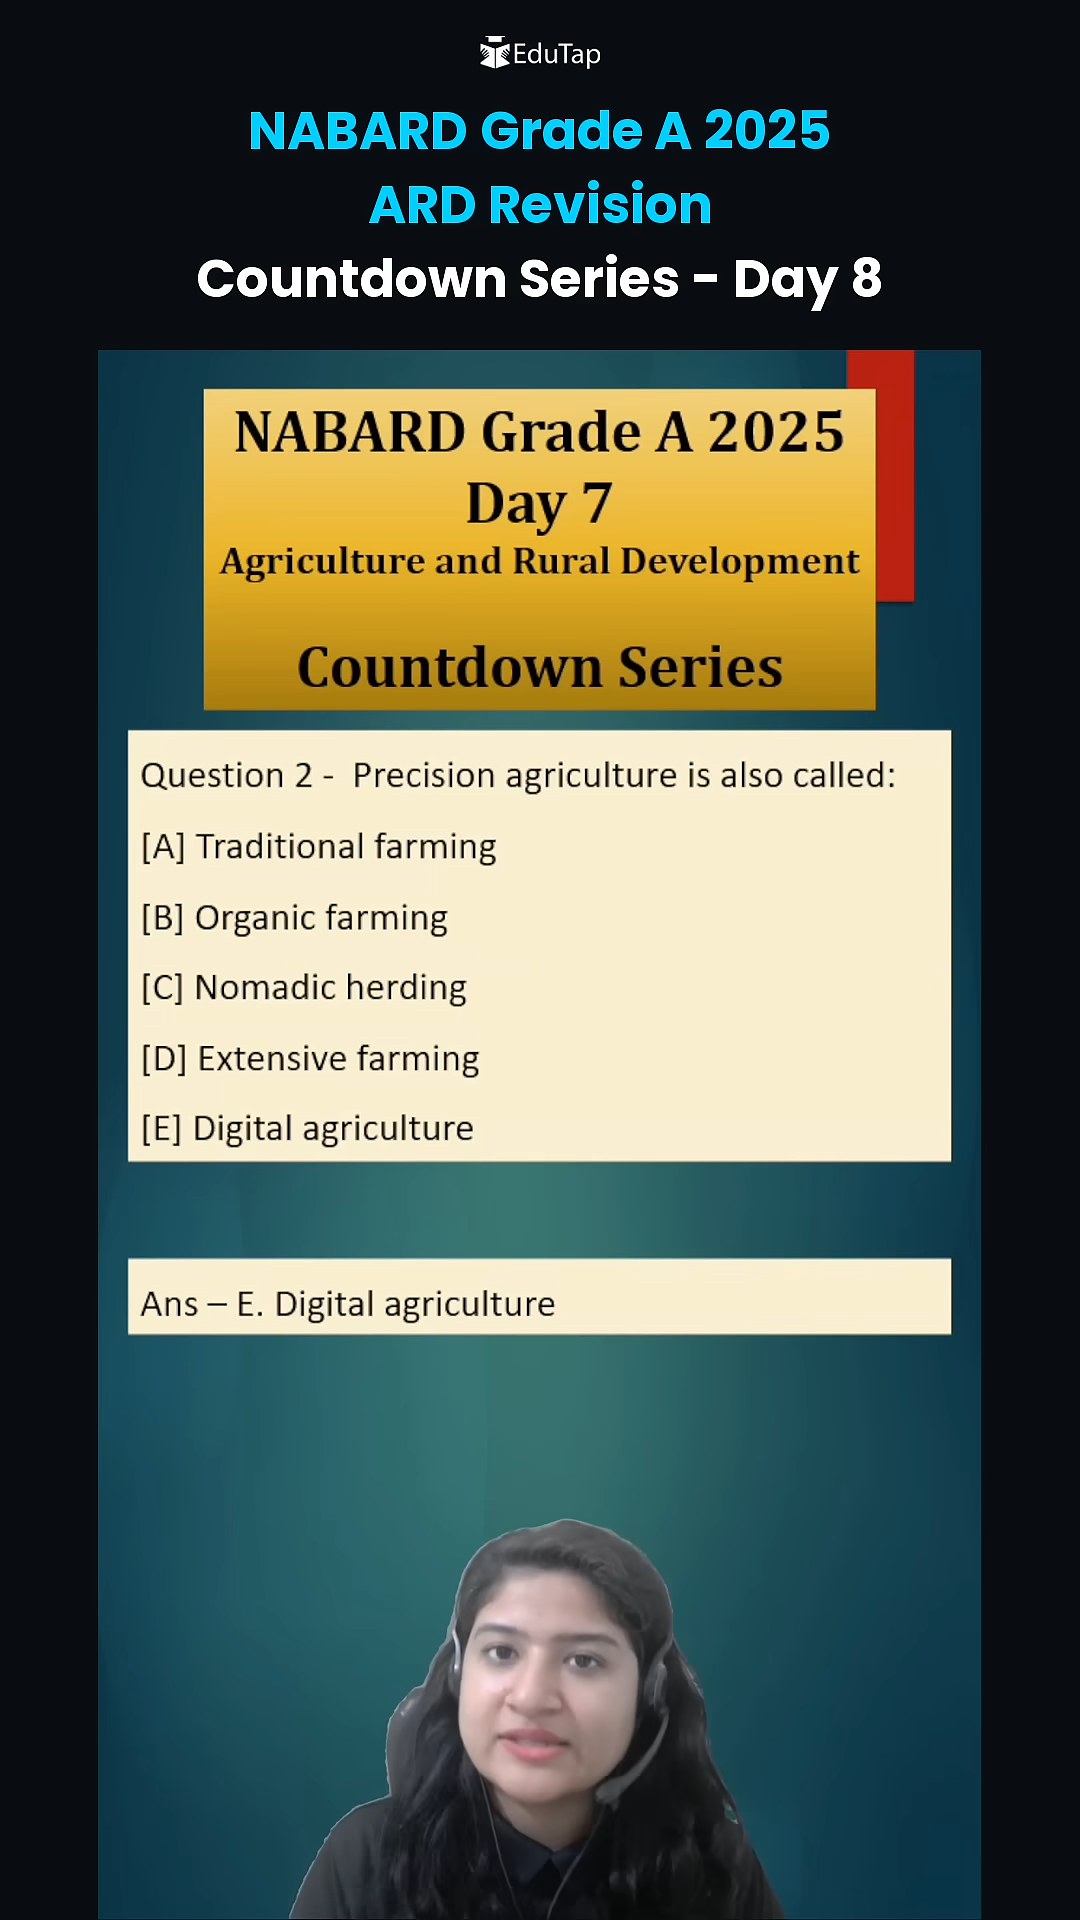 EduTap
NABARD Grade A 2025
ARD Revision
Countdown Series - Day 8
NABARD Grade A 2025
Day 7
Agriculture and Rural Development
Countdown Series
Question 2 - Precision agriculture is also called:
[A] Traditional farming
[B] Organic farming
[C] Nomadic herding
[D] Extensive farming
[E] Digital agriculture
Ans – E. Digital agriculture